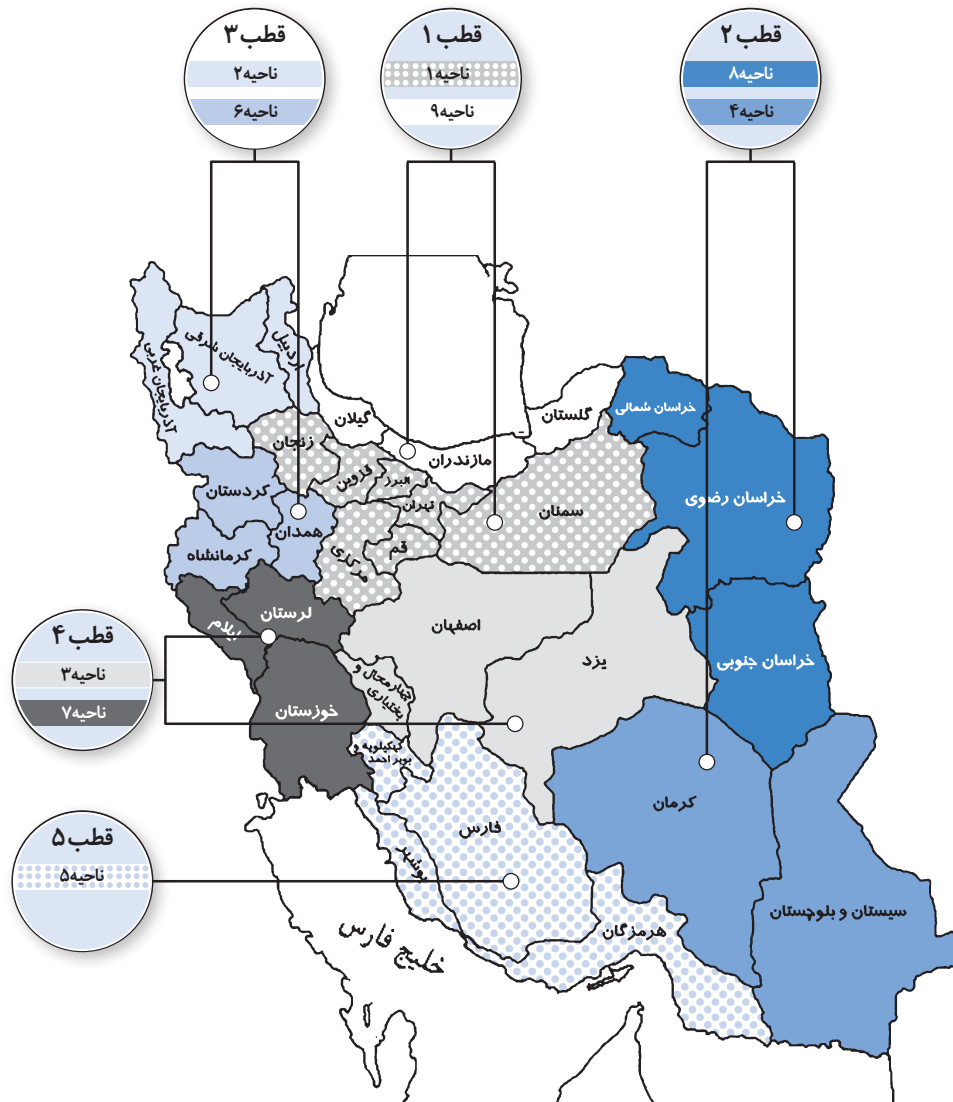 قطب ۳
ناحیه۲
ناحیه۶
قطب ۱
ناحیه۱
ناحیه۹
قطب ۲
ناحیه۸
ناحیه۴
اردبیل
آذربایجان شرقی
آذربایجان غربی
گیلان
گلستان
خراسان شمالی
زنجان
مازندران
قزوین
البرز
تهران
سمنان
خراسان رضوی
کردستان
همدان
کرمانشاه
مرکزی
قم
لرستان
ایلام
اصفهان
یزد
خراسان جنوبی
قطب ۴
ناحیه۳
ناحیه۷
چهارمحال و
بختیاری
خوزستان
کهکیلویه و
بویر احمد
کرمان
فارس
بوشهر
قطب ۵
ناحیه۵
سیستان و بلوچستان
هرمزگان
خلیج فارس